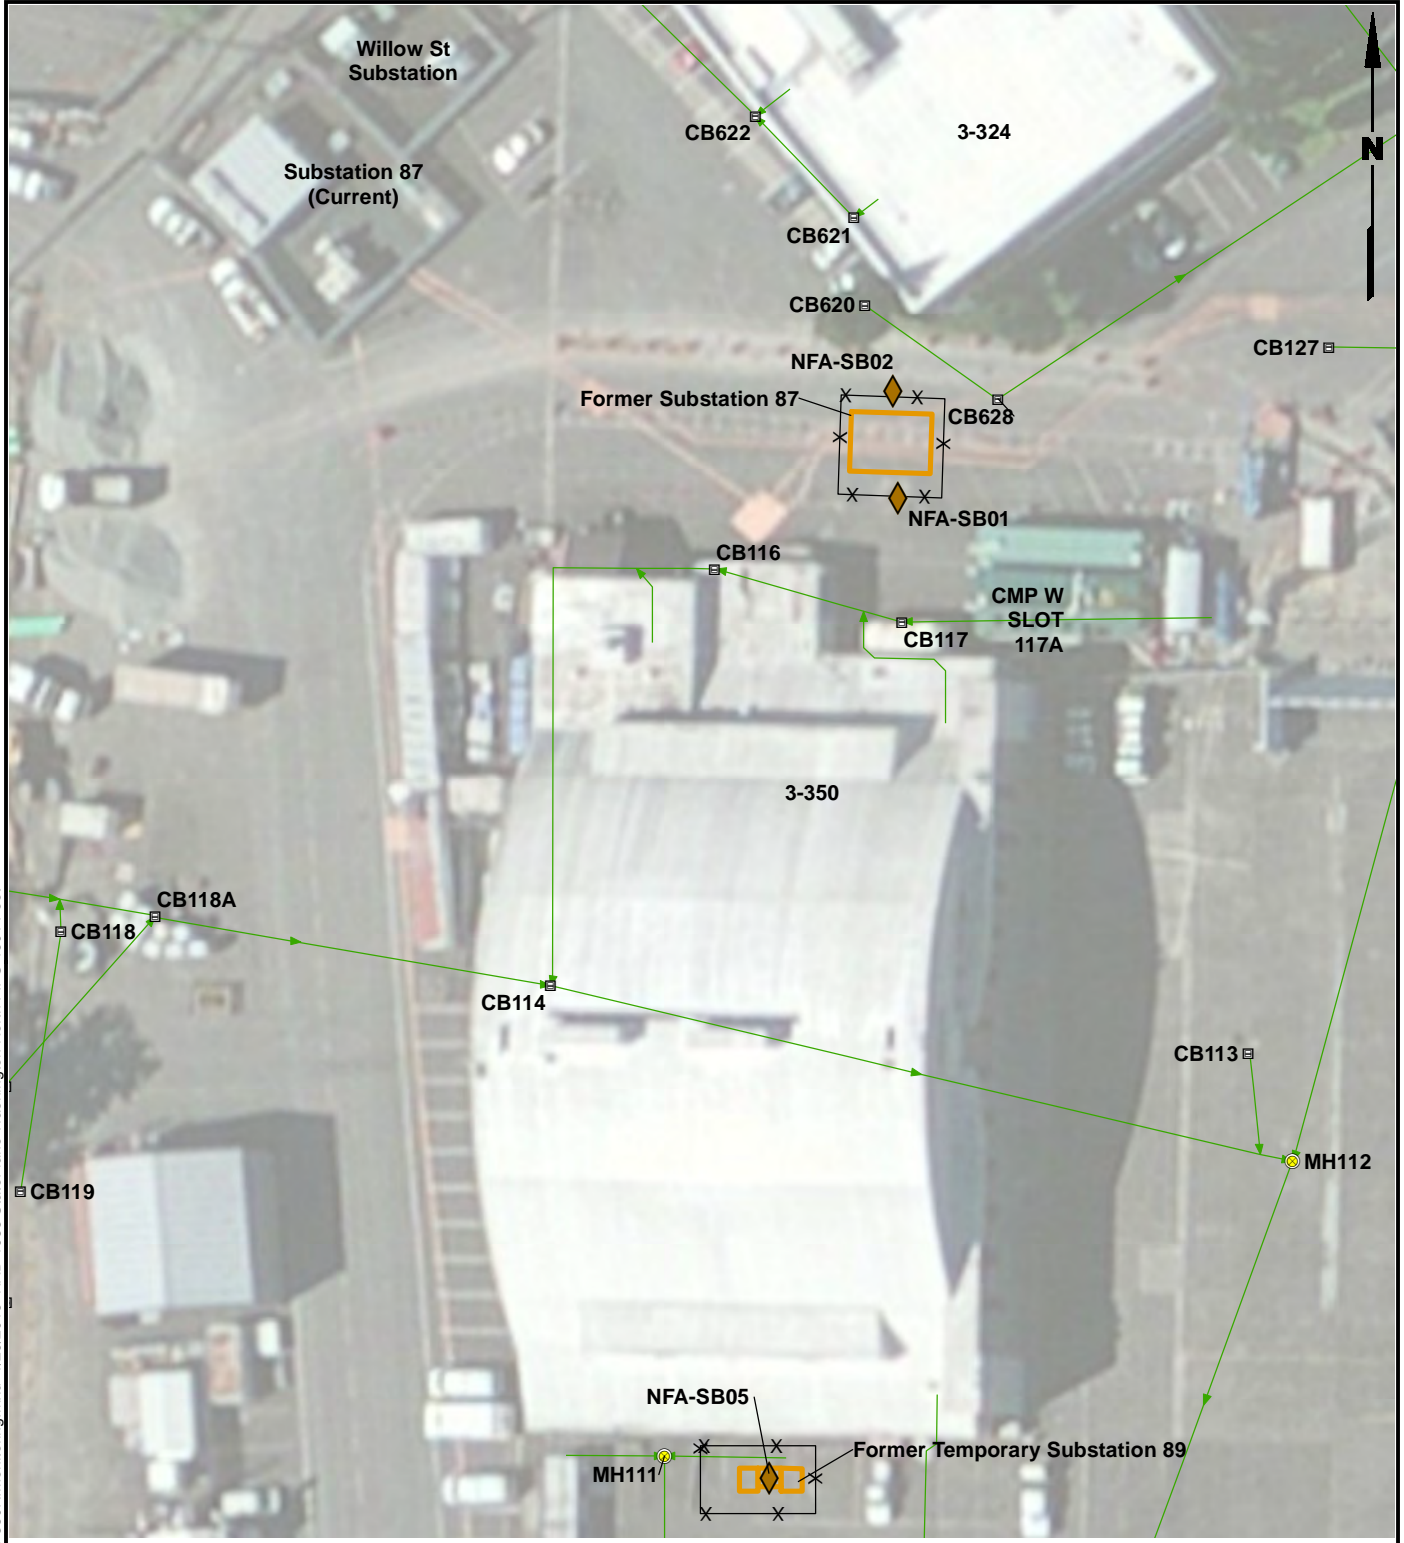 Willow St
Substation
3-324
CB622
N
Substation 87
(Current)
CB621
CB620
CB127
NFA-SB02
Former Substation 87
CB628
NFA-SB01
CB116
CMP W
SLOT
117A
CB117
3-350
CB118A
CB118
CB114
CB113
MH112
CB119
NFA-SB05
Former Temporary Substation 89
MH111